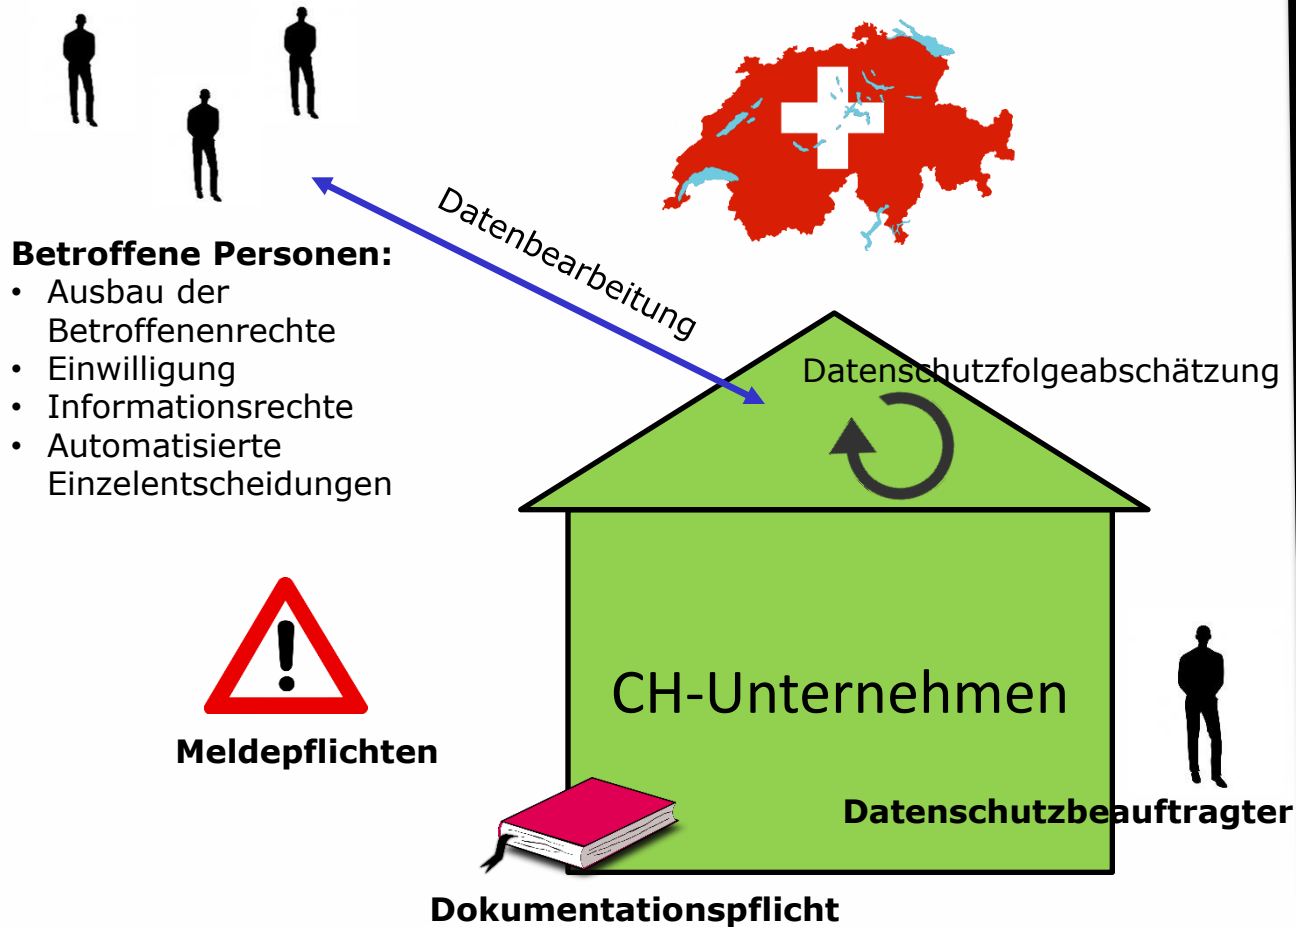 Datenbearbeitung
Betroffene Personen:
• Ausbau der
Betroffenenrechte
• Einwilligung
• Informationsrechte
• Automatisierte
Einzelentscheidungen
Datenschutzfolgeabschätzung
CH-Unternehmen
Meldepflichten
Datenschutzbeauftragter
Dokumentationspflicht